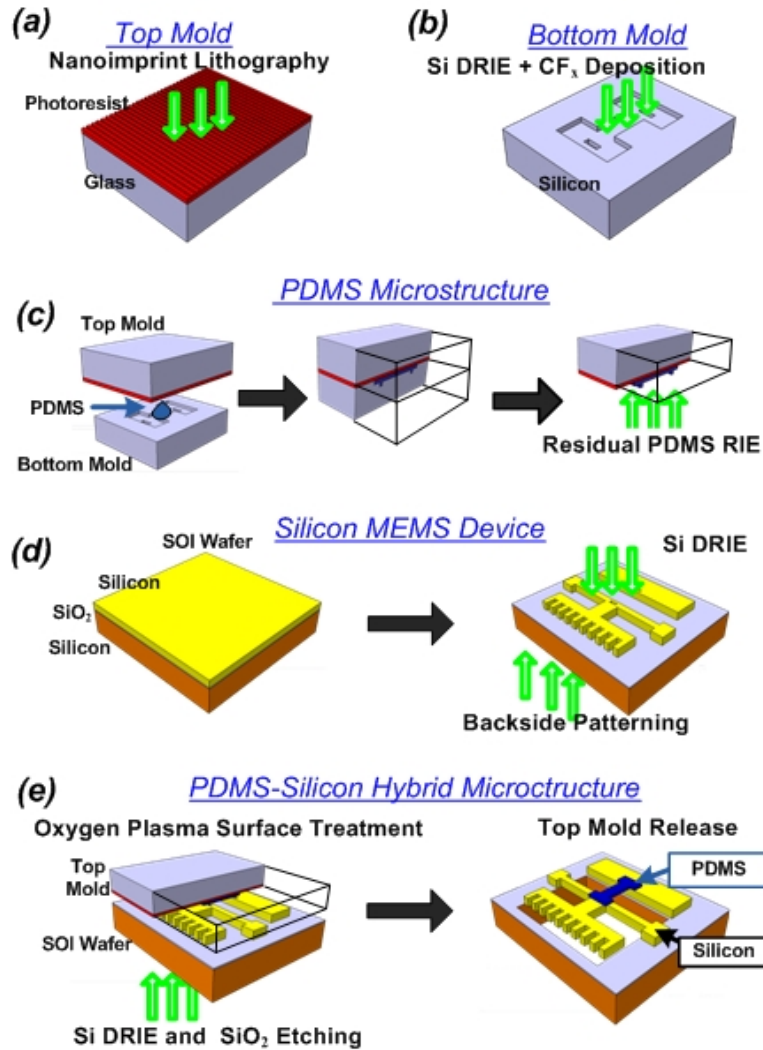 (a)
Top Mold
Nanoimprint Lithography
Photoresist
Glass
(b)
Bottom Mold
Si DRIE + CFx Deposition
Silicon
PDMS Microstructure
(c)
Top Mold
PDMS
Bottom Mold
Residual PDMS RIE
Silicon MEMS Device
(d)
SOI Wafer
Silicon
SiO2
Silicon
Si DRIE
Backside Patterning
(e)
PDMS-Silicon Hybrid Microctructure
Oxygen Plasma Surface Treatment
Top
Mold
SOI Wafer
Si DRIE and SiO2 Etching
Top Mold Release
PDMS
Silicon